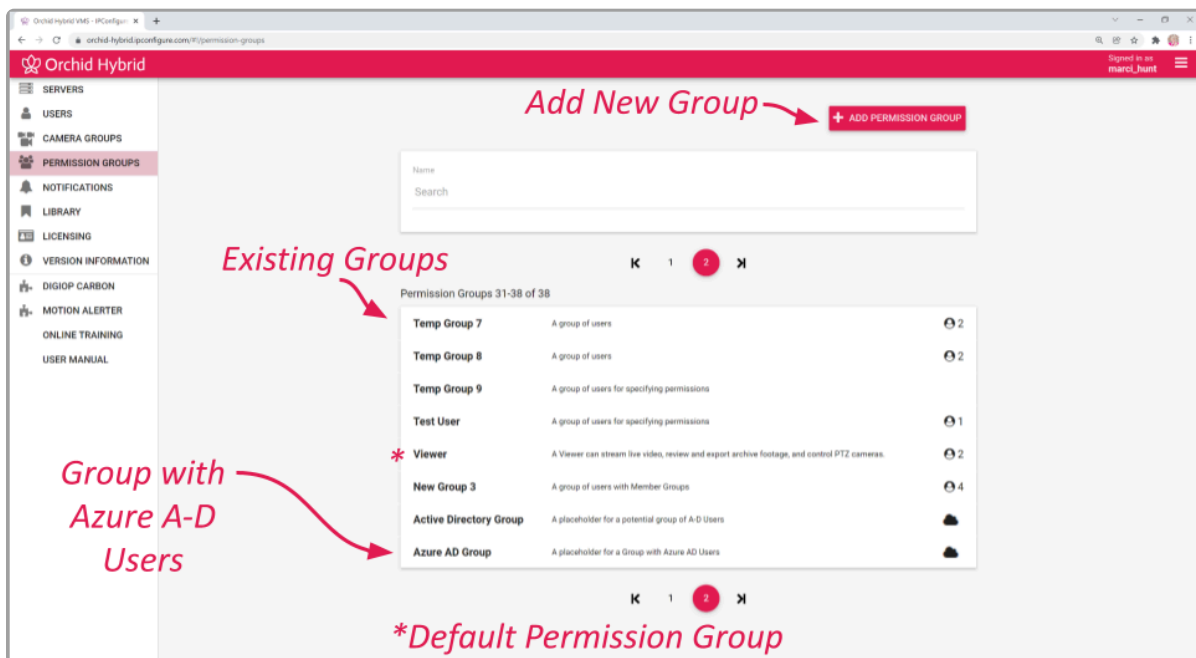 Orchid Hybrid VMS - IPConfigur
orchid-hybrid.ipconfigure.com/#!/permission-groups
Orchid Hybrid
Signed in as
marci_hunt
SERVERS
USERS
CAMERA GROUPS
PERMISSION GROUPS
NOTIFICATIONS
LIBRARY
LICENSING
VERSION INFORMATION
DIGIOP CARBON
MOTION ALERTER
ONLINE TRAINING
USER MANUAL
Add New Group
+ ADD PERMISSION GROUP
Name
Search
Existing Groups
1 2
Permission Groups 31-38 of 38
Temp Group 7 A group of users 2
Temp Group 8 A group of users 2
Temp Group 9 A group of users for specifying permissions
Test User A group of users for specifying permissions 1
* Viewer A Viewer can stream live video, review and export archive footage, and control PTZ cameras. 2
New Group 3 A group of users with Member Groups 4
Active Directory Group A placeholder for a potential group of A-D Users
Azure AD Group A placeholder for a Group with Azure AD Users
Group with
Azure A-D
Users
1 2
*Default Permission Group